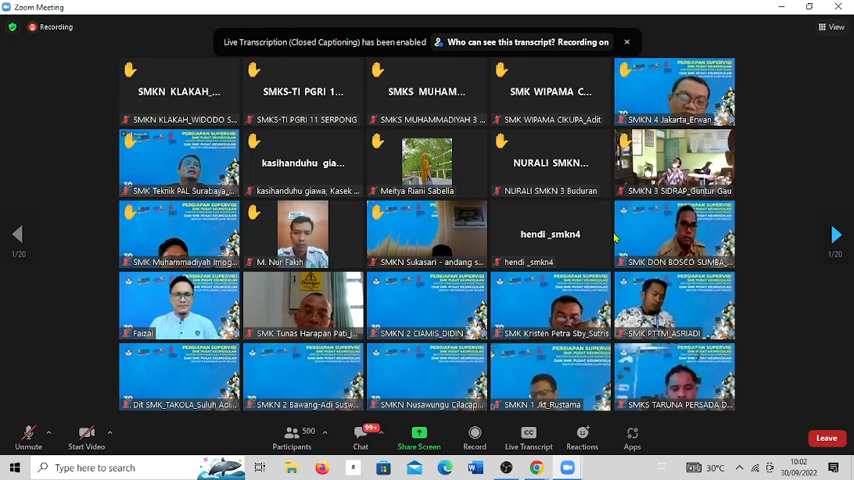 Zoom Meeting
Recording
Live Transcription (Closed Captioning) has been enabled
Who can see this transcript? Recording on
View
SMKN KLAKAH_...
SMKN KLAKAH_WIDODO S...
SMKS-TI PGRI 1...
SMKS-TI PGRI 11 SERPONG
SMKS MUHAM...
SMKS MUHAMMADIYAH 3 ...
SMK WIPAMA C...
SMK WIPAMA CIKUPA_Adit
PERSIAPAN SUPERVISI
SMKN 4 Jakarta_Erwan
PERSIAPAN SUPERVISI
SMK Teknik PAL Surabaya_...
kasihanduhu gia...
kasihanduhu giawa, Kasek ...
Meitya Riani Sabella
NURALI SMKN...
NURALI SMKN 3 Buduran
SMKN 3 SIDRAP_Guntur Gau
SMK Muhammadiyah Imog...
M. Nur Fakih
SMKN Sukasari - andang s...
hendi _smkn4
hendi _smkn4
SMK DON BOSCO SUMBA_...
1/20
1/20
Faizal
SMK Tunas Harapan Pati_j...
SMKN 2 CIAMIS_DIDIN_...
SMK Kristen Petra Sby_Sutris
SMK PTTM_ASRIADI
Dit SMK_TAKOLA_Suluh Adi...
SMKN 2 Bawang-Adi Susw...
SMKN Nusawungu Cilacap...
SMKN 1 Jkt_Rustama
SMKS TARUNA PERSADA D...
Unmute
Start Video
500
Participants
99+
Chat
Share Screen
Record
CC
Live Transcript
Reactions
Apps
Leave
Type here to search
30°C
10:02
30/09/2022